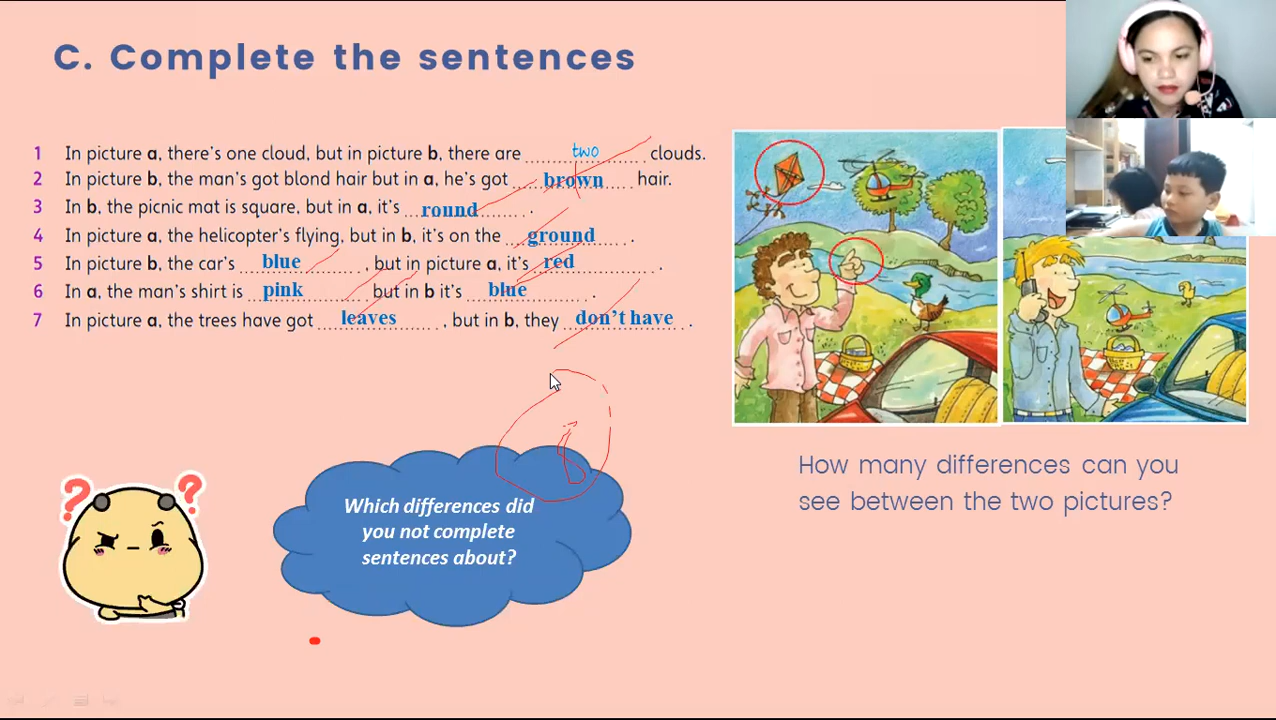 C. Complete the sentences
1 In picture a, there's one cloud, but in picture b, there are two clouds.
2 In picture b, the man's got blond hair but in a, he's got brown hair.
3 In b, the picnic mat is square, but in a, it's round.
4 In picture a, the helicopter's flying, but in b, it's on the ground.
5 In picture b, the car's blue, but in picture a, it's red.
6 In a, the man's shirt is pink but in b it's blue.
7 In picture a, the trees have got leaves, but in b, they don't have.
How many differences can you
see between the two pictures?
Which differences did
you not complete
sentences about?